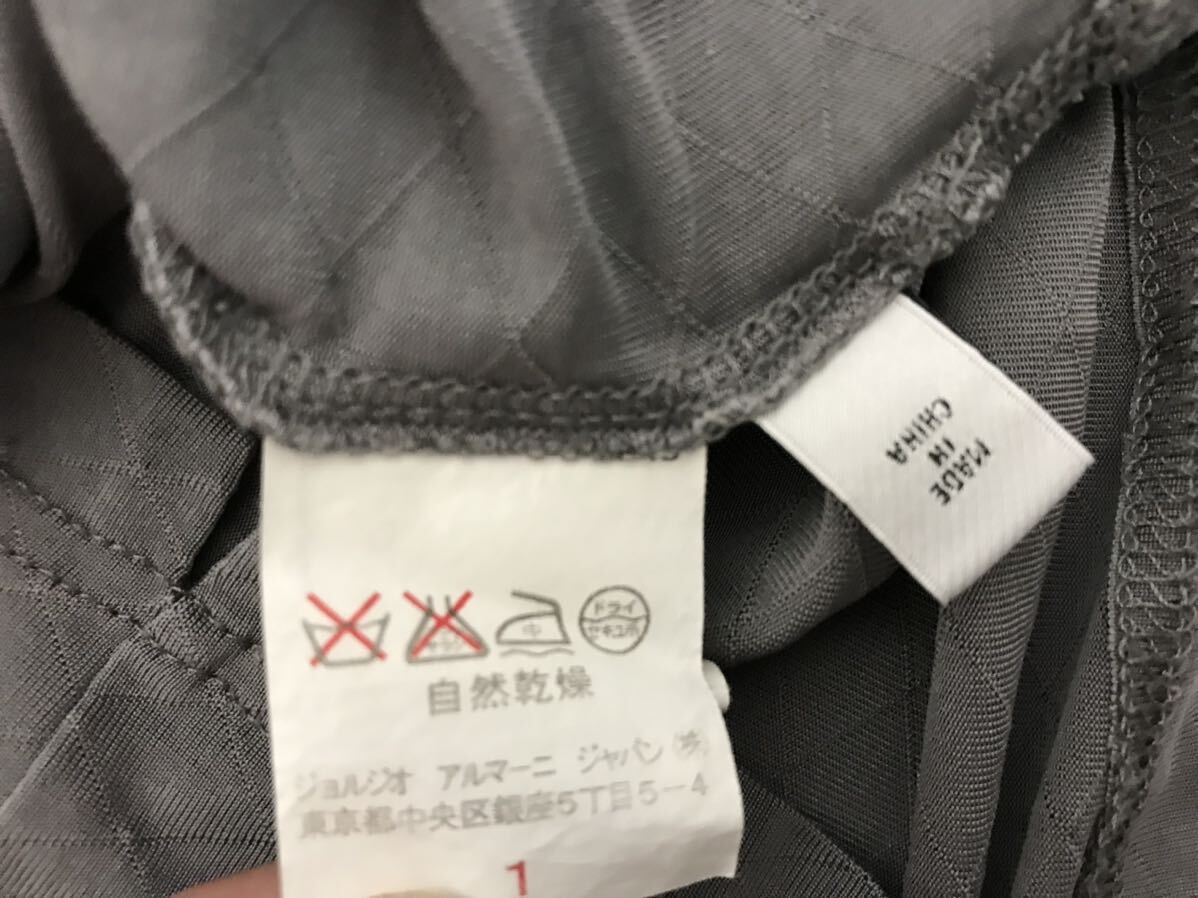 ドライ
セキユ系
自然乾燥
ジョルジオ アルマーニ ジャパン(株)
東京都中央区銀座5丁目5-4
1
MADE
IN
CHINA